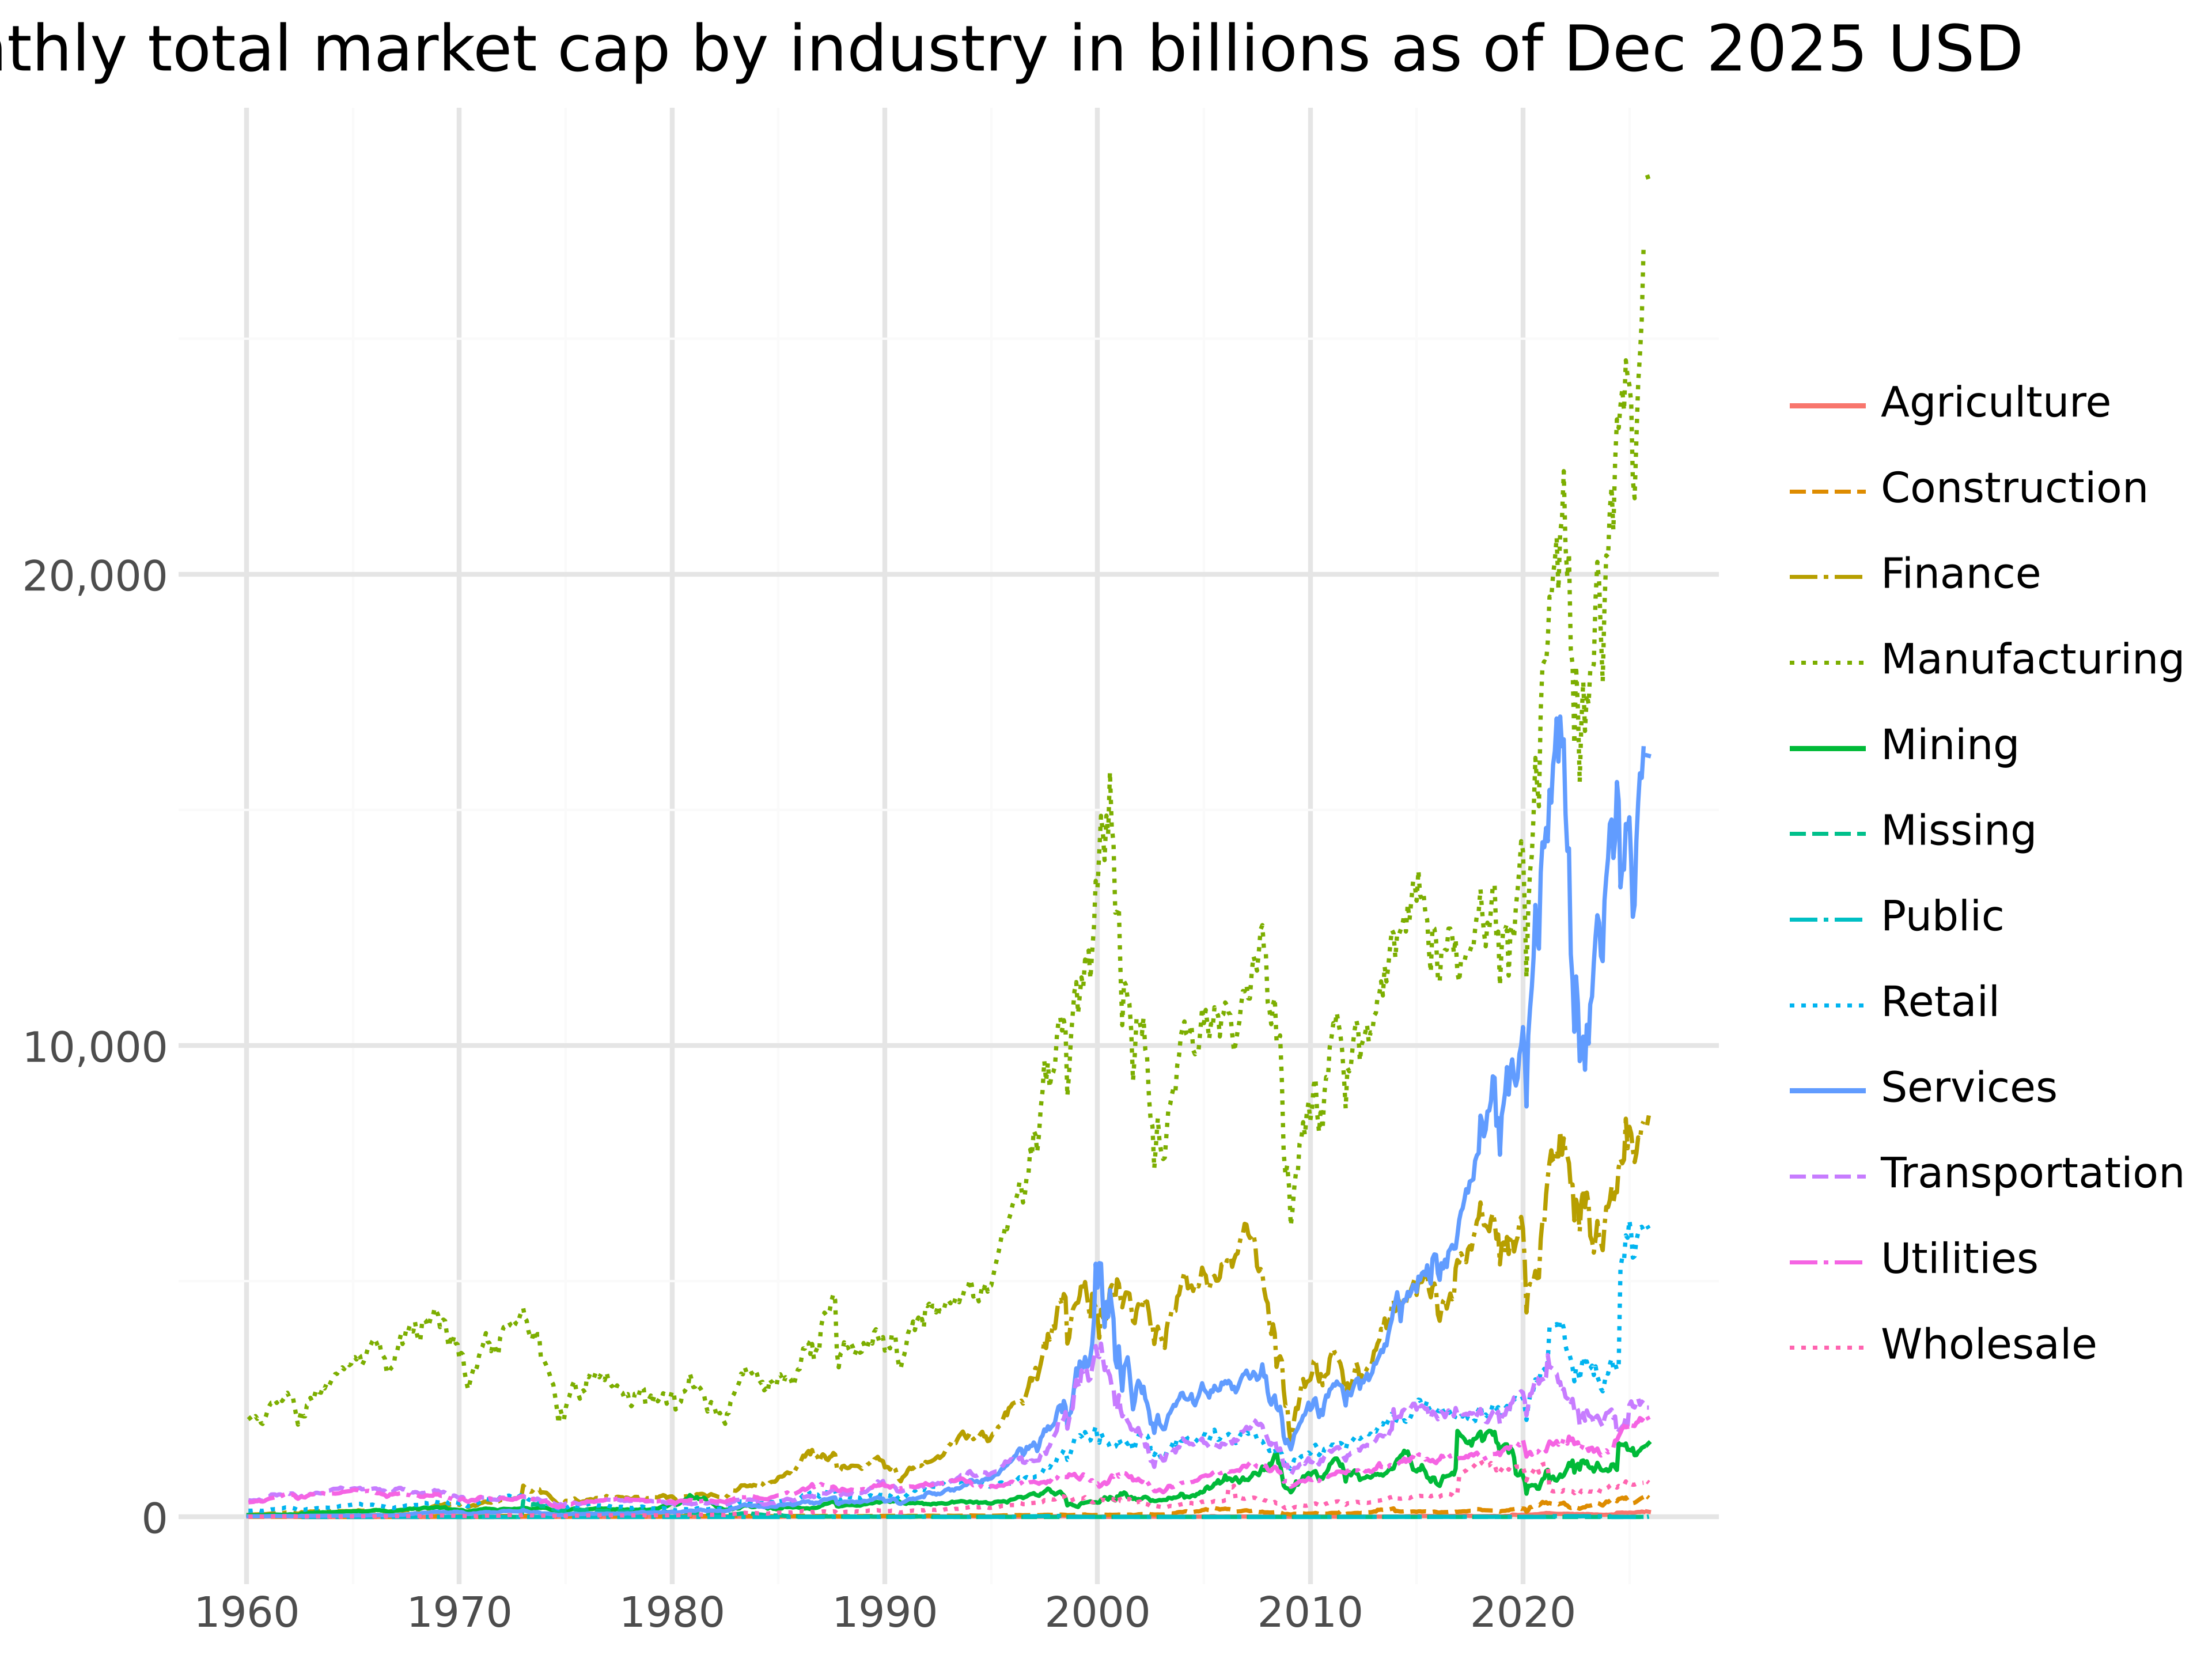 thly total market cap by industry in billions as of Dec 2025 USD
20,000
10,000
0
1960 1970 1980 1990 2000 2010 2020
Agriculture
Construction
Finance
Manufacturing
Mining
Missing
Public
Retail
Services
Transportation
Utilities
Wholesale